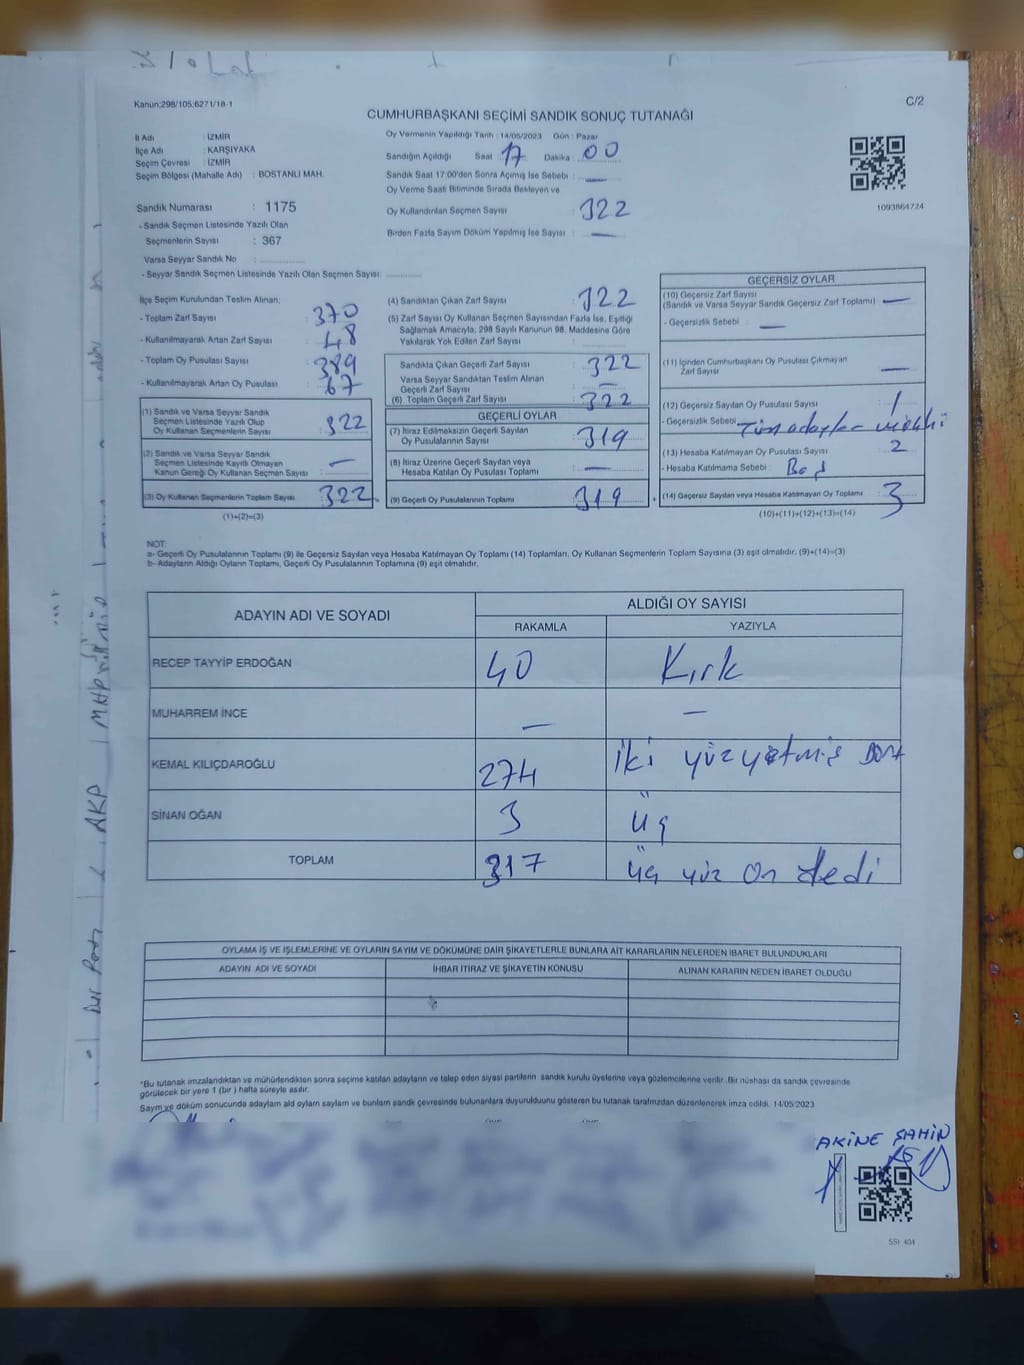 Kanun:298/105;6271/18-1
C/2
CUMHURBAŞKANI SEÇİMİ SANDIK SONUÇ TUTANAĞI
İl Adı : İZMİR
İlçe Adı : KARŞIYAKA
Seçim Çevresi : İZMİR
Seçim Bölgesi (Mahalle Adı) : BOSTANLI MAH.
Sandık Numarası : 1175
- Sandık Seçmen Listesinde Yazılı Olan
Seçmenlerin Sayısı : 367
Varsa Seyyar Sandık No :
- Seyyar Sandık Seçmen Listesinde Yazılı Olan Seçmen Sayısı
Oy Vermenin Yapıldığı Tarih : 14/05/2023 Gün : Pazar
Sandığın Açıldığı Saat : 17 Dakika : 00
Sandık Saat 17:00'den Sonra Açımış İse Sebebi : —
Oy Verme Saati Bitiminde Sırada Bekleyen ve
Oy Kullandırılan Seçmen Sayısı : 322
Birden Fazla Sayım Döküm Yapılmış İse Sayısı : —
1093864724
İlçe Seçim Kurulundan Teslim Alınan;
- Toplam Zarf Sayısı : 370
- Kullanılmayarak Artan Zarf Sayısı : 48
- Toplam Oy Pusulası Sayısı : 389
- Kullanılmayarak Artan Oy Pusulası : 67
(1) Sandık ve Varsa Seyyar Sandık
Seçmen Listesinde Yazılı Olup
Oy Kullanan Seçmenlerin Sayısı : 322
(2) Sandık ve Varsa Seyyar Sandık
Seçmen Listesinde Kayıtlı Olmayan
Kanun Gereği Oy Kullanan Seçmen Sayısı : —
(3) Oy Kullanan Seçmenlerin Toplam Sayısı : 322
(1)+(2)=(3)
(4) Sandıktan Çıkan Zarf Sayısı : 322
(5) Zarf Sayısı Oy Kullanan Seçmen Sayısından Fazla İse, Eşitliği
Sağlamak Amacıyla; 298 Sayılı Kanunun 98. Maddesine Göre
Yakılarak Yok Edilen Zarf Sayısı :
Sandıkta Çıkan Geçerli Zarf Sayısı : 322
Varsa Seyyar Sandıktan Teslim Alınan
Geçerli Zarf Sayısı : —
(6) Toplam Geçerli Zarf Sayısı : 322
GEÇERLİ OYLAR
(7) İtiraz Edilmeksizin Geçerli Sayılan
Oy Pusulalarının Sayısı : 319
(8) İtiraz Üzerine Geçerli Sayılan veya
Hesaba Katılan Oy Pusulası Toplamı : —
(9) Geçerli Oy Pusulalarının Toplamı : 319
+
GEÇERSİZ OYLAR
(10) Geçersiz Zarf Sayısı
(Sandık ve Varsa Seyyar Sandık Geçersiz Zarf Toplamı) : —
- Geçersizlik Sebebi : —
(11) İçinden Cumhurbaşkanı Oy Pusulası Çıkmayan
Zarf Sayısı : —
(12) Geçersiz Sayılan Oy Pusulası Sayısı : 1
- Geçersizlik Sebebi : Tüm adaylar
(13) Hesaba Katılmayan Oy Pusulası Sayısı : 2
- Hesaba Katılmama Sebebi : Boş
(14) Geçersiz Sayılan veya Hesaba Katılmayan Oy Toplamı : 3
(10)+(11)+(12)+(13)=(14)
NOT:
a- Geçerli Oy Pusulalarının Toplamı (9) ile Geçersiz Sayılan veya Hesaba Katılmayan Oy Toplamı (14) Toplamları, Oy Kullanan Seçmenlerin Toplam Sayısına (3) eşit olmalıdır. (9)+(14)=(3)
b- Adayların Aldığı Oyların Toplamı, Geçerli Oy Pusulalarının Toplamına (9) eşit olmalıdır.
ADAYIN ADI VE SOYADI ALDIĞI OY SAYISI
RAKAMLA YAZIYLA
RECEP TAYYİP ERDOĞAN 40 Kırk
MUHARREM İNCE — —
KEMAL KILIÇDAROĞLU 274 iki yüz yetmiş DÖRT
SİNAN OĞAN 3 üç
TOPLAM 317 üç yüz on yedi
OYLAMA İŞ VE İŞLEMLERİNE VE OYLARIN SAYIM VE DÖKÜMÜNE DAİR ŞİKAYETLERLE BUNLARA AİT KARARLARIN NELERDEN İBARET BULUNDUKLARI
ADAYIN ADI VE SOYADI İHBAR İTİRAZ VE ŞİKAYETİN KONUSU ALINAN KARARIN NEDEN İBARET OLDUĞU
"Bu tutanak imzalandıktan ve mühürlendikten sonra seçime katılan adayların ve talep eden siyasi partilerin sandık kurulu üyelerine veya gözlemcilerine verilir. Bir nüshası da sandık çevresinde
görülecek bir yere 1 (bir) hafta süreyle asılır.
Sayım ve döküm sonucunda adayların aldı oyların sayıları ve bunların sandık çevresinde bulunanlara duyurulduunu gösteren bu tutanak tarafımızdan düzenlenerek imza edildi. 14/05/2023
AKİNE ŞAHİN
SSI 404
AKP
MHP